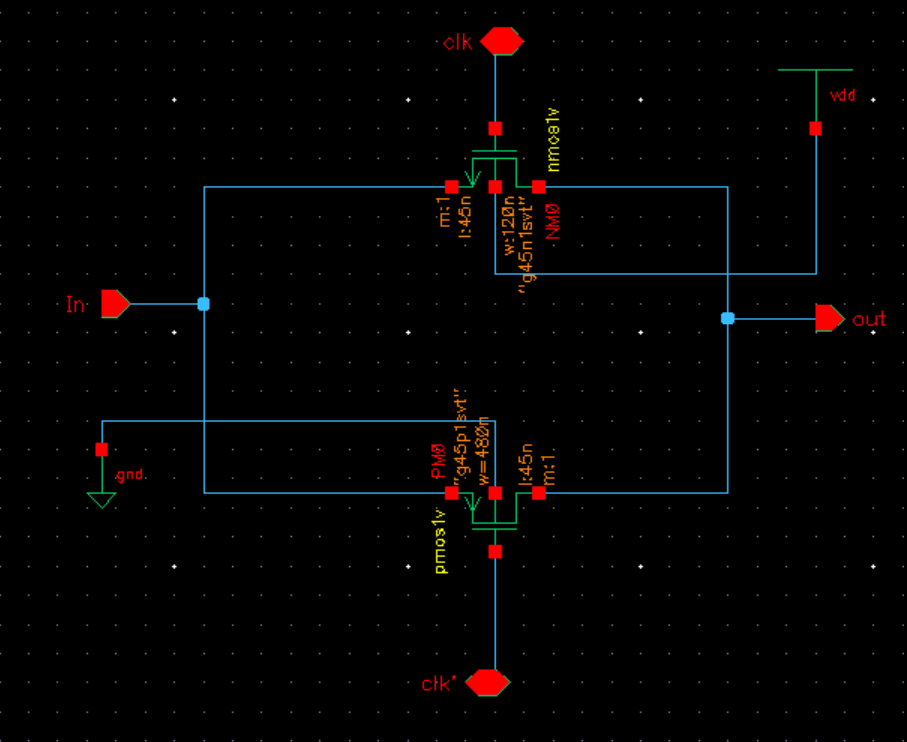 clk
vdd
nmos1v
m:1
l:45n
w:120n
"g45n1svt"
NM0
In
out
gnd
PM0
"g45p1svt"
w=480n
l:45n
m:1
pmos1v
clk'